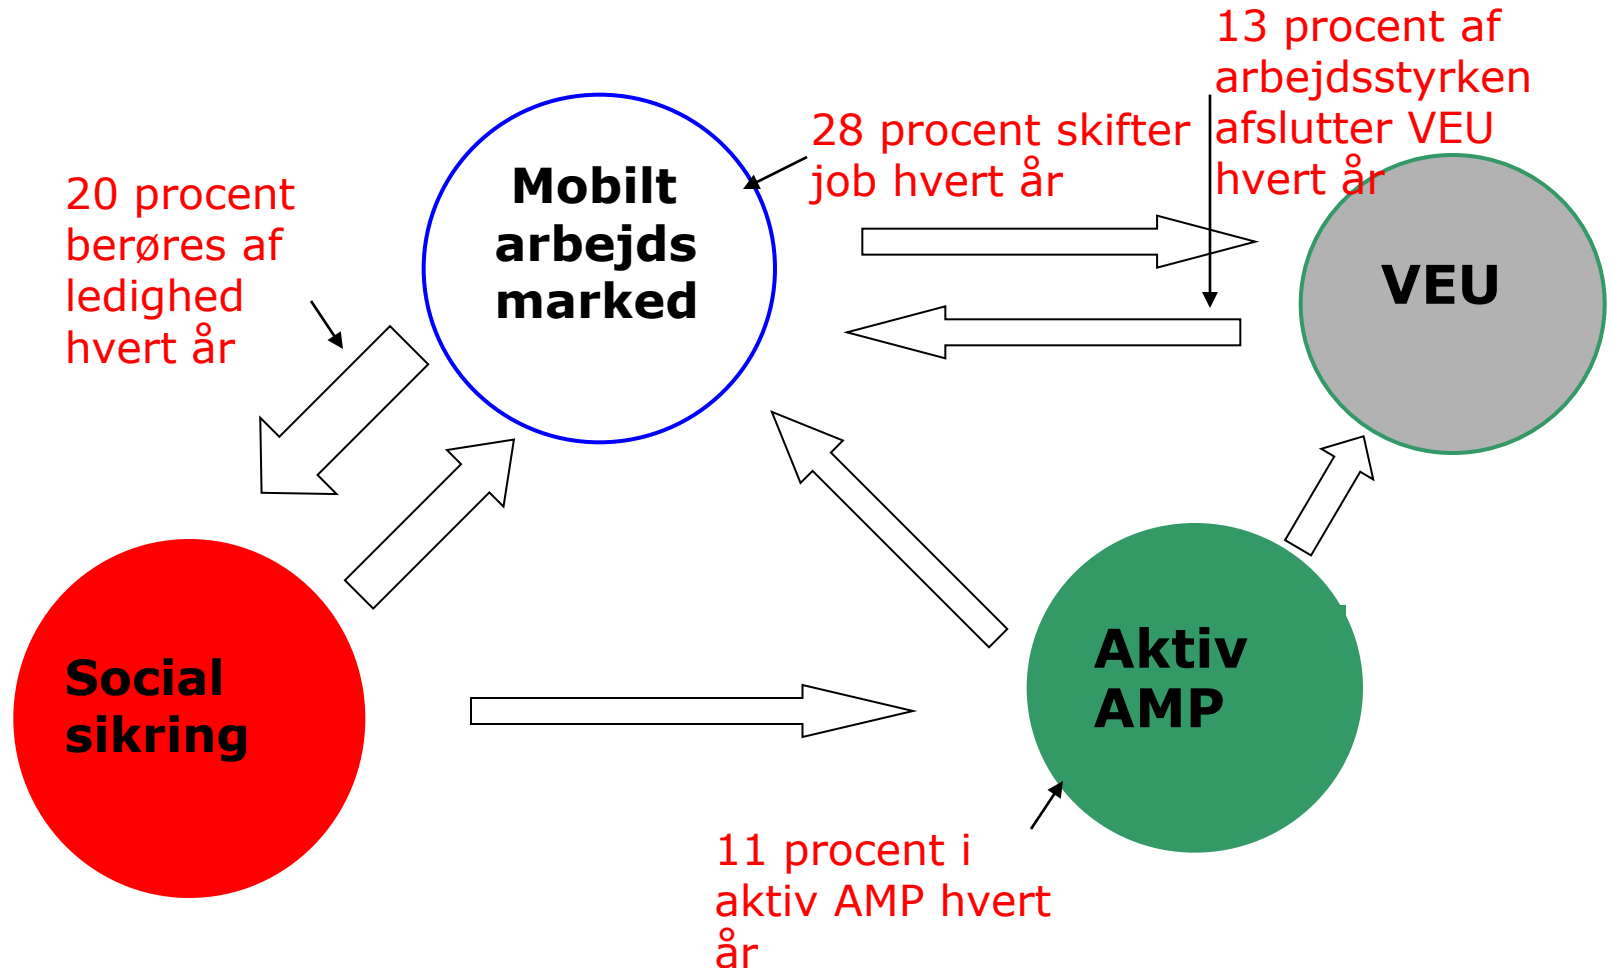 13 procent af
arbejdsstyrken
afslutter VEU
hvert år
28 procent skifter
job hvert år
20 procent
berøres af
ledighed
hvert år
Mobilt
arbejds
marked
VEU
Social
sikring
Aktiv
AMP
11 procent i
aktiv AMP hvert
år